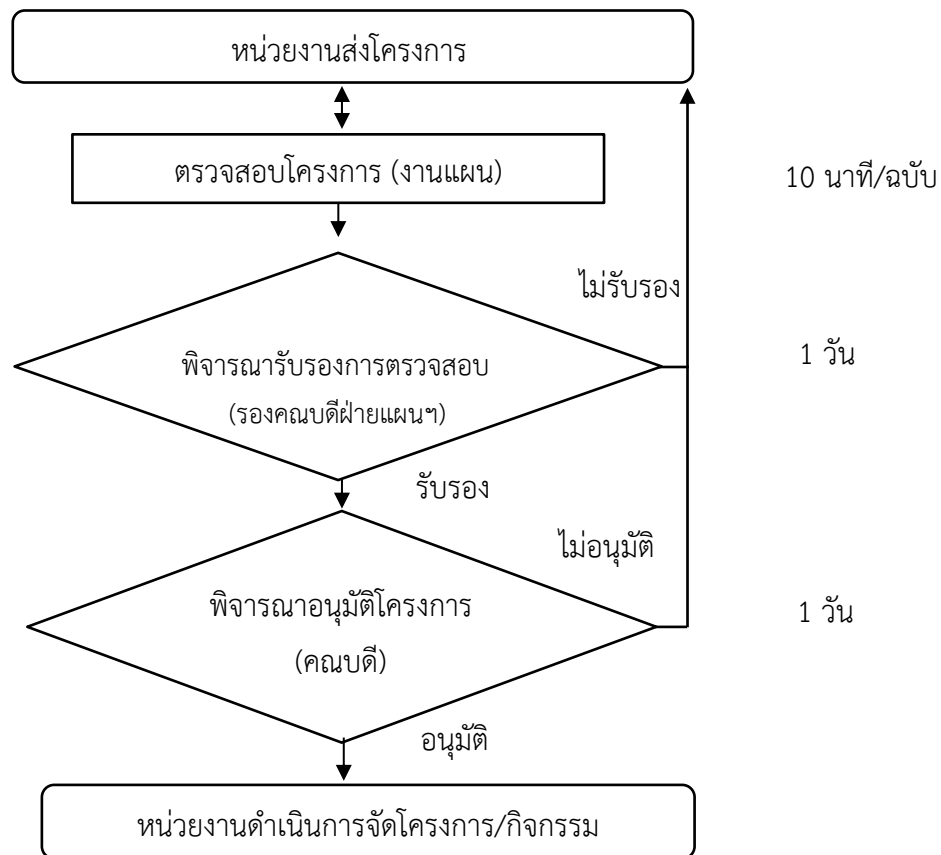 หน่วยงานส่งโครงการ
ตรวจสอบโครงการ (งานแผน)
10 นาที/ฉบับ
ไม่รับรอง
พิจารณารับรองการตรวจสอบ
(รองคณบดีฝ่ายแผนฯ)
1 วัน
รับรอง
ไม่อนุมัติ
พิจารณาอนุมัติโครงการ
(คณบดี)
1 วัน
อนุมัติ
หน่วยงานดำเนินการจัดโครงการ/กิจกรรม